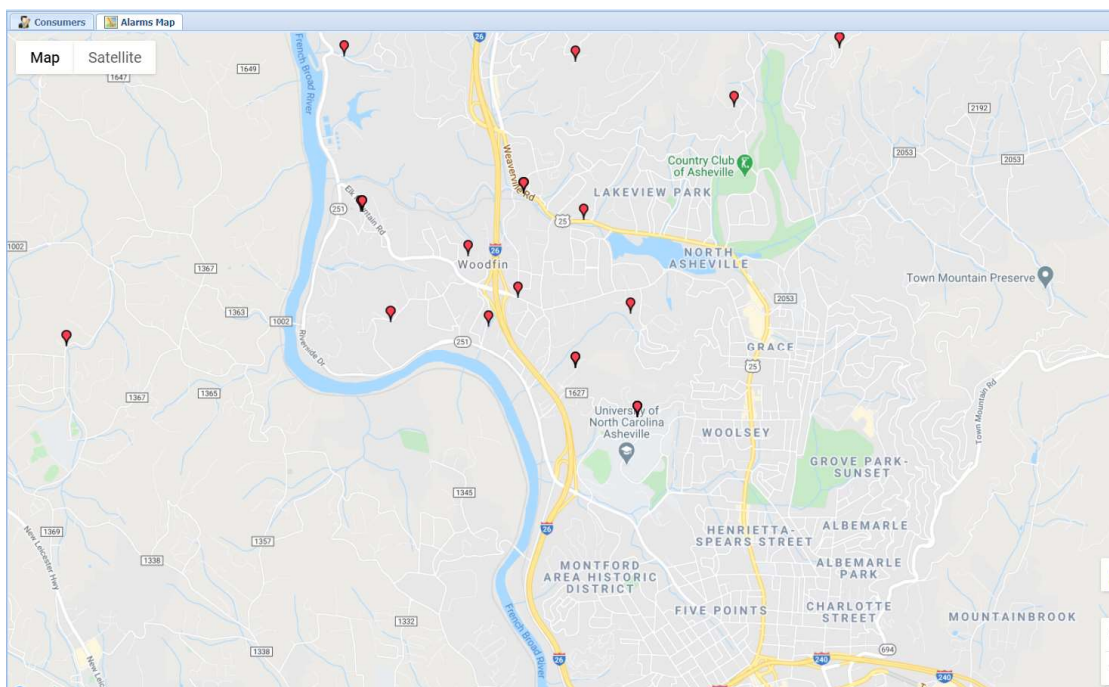 Consumers
Alarms Map
Map
Satellite
26
1647
1649
French Broad River
2192
2053
2053
Weaverville Rd
Country Club
of Asheville
LAKEVIEW PARK
Elk Mountain Rd
251
25
1002
26
Woodfin
NORTH
ASHEVILLE
1367
Town Mountain Preserve
2053
1363
1002
Riverside Dr
251
GRACE
25
1367
1365
1627
Town Mountain Rd
University of
North Carolina
Asheville
WOOLSEY
GROVE PARK-
SUNSET
1345
New Leicester Hwy
1369
1357
26
HENRIETTA-
SPEARS STREET
ALBEMARLE
1338
MONTFORD
AREA HISTORIC
DISTRICT
ALBEMARLE
PARK
FIVE POINTS
CHARLOTTE
STREET
MOUNTAINBROOK
French Broad River
1332
1338
694
New Lei
26
240
240
240